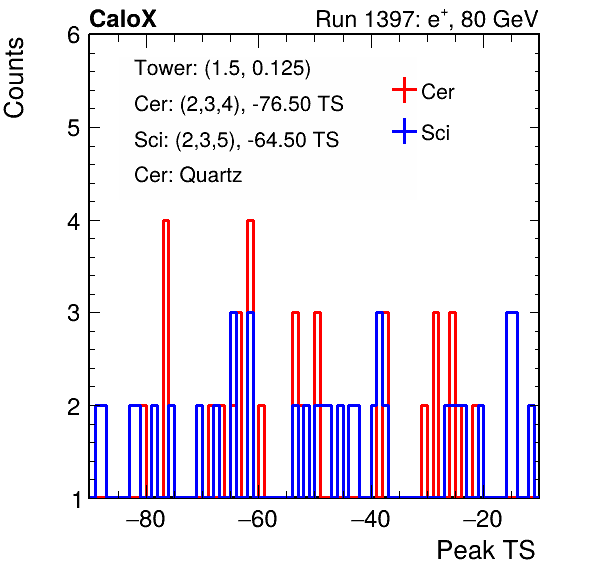 CaloX Run 1397: e+, 80 GeV
Counts
6
5
4
3
2
1
Tower: (1.5, 0.125)
Cer: (2,3,4), -76.50 TS
Sci: (2,3,5), -64.50 TS
Cer: Quartz
Cer
Sci
−80 −60 −40 −20
Peak TS